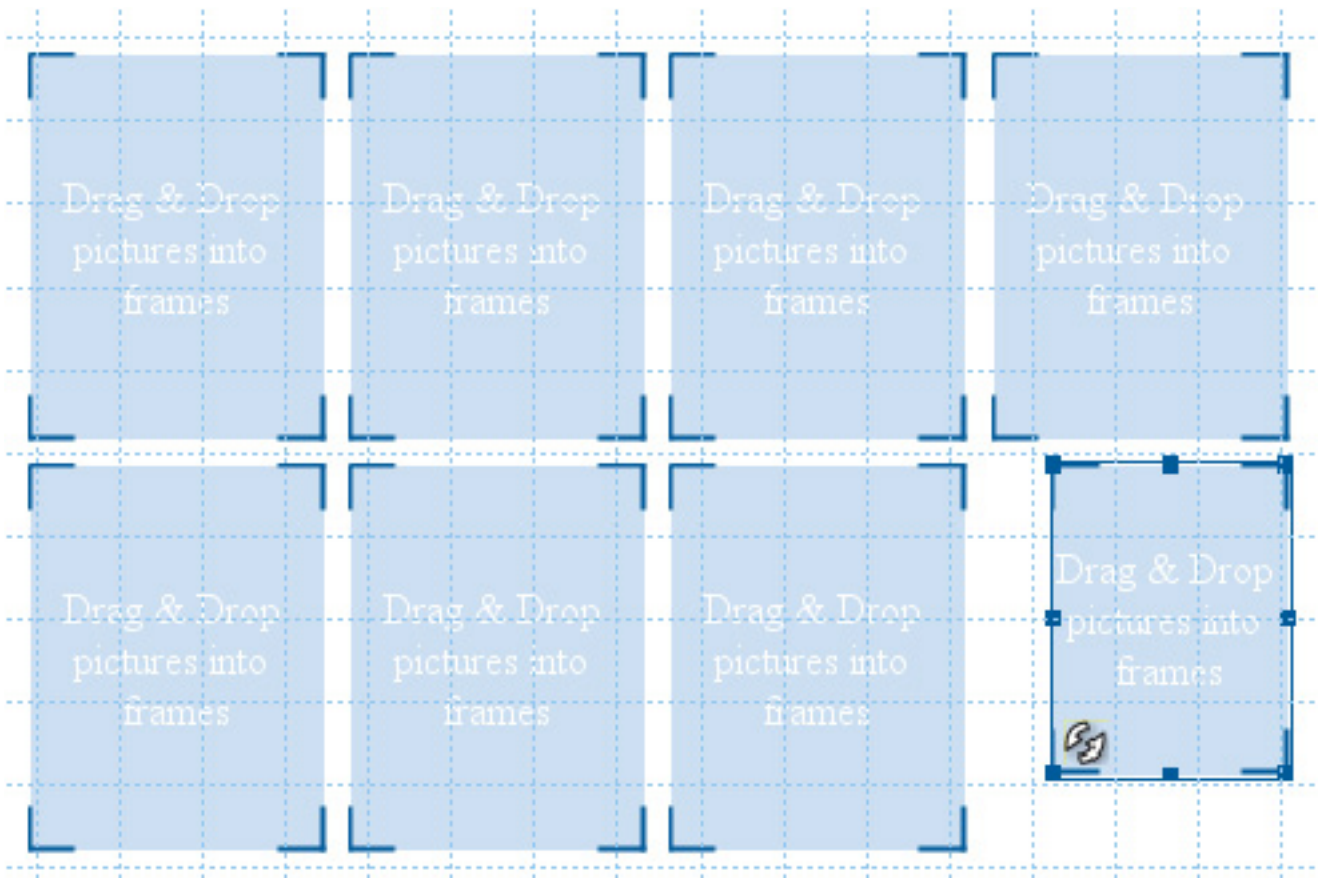 Drag & Drop
pictures into
frames
Drag & Drop
pictures into
frames
Drag & Drop
pictures into
frames
Drag & Drop
pictures into
frames
Drag & Drop
pictures into
frames
Drag & Drop
pictures into
frames
Drag & Drop
pictures into
frames
Drag & Drop
pictures into
frames